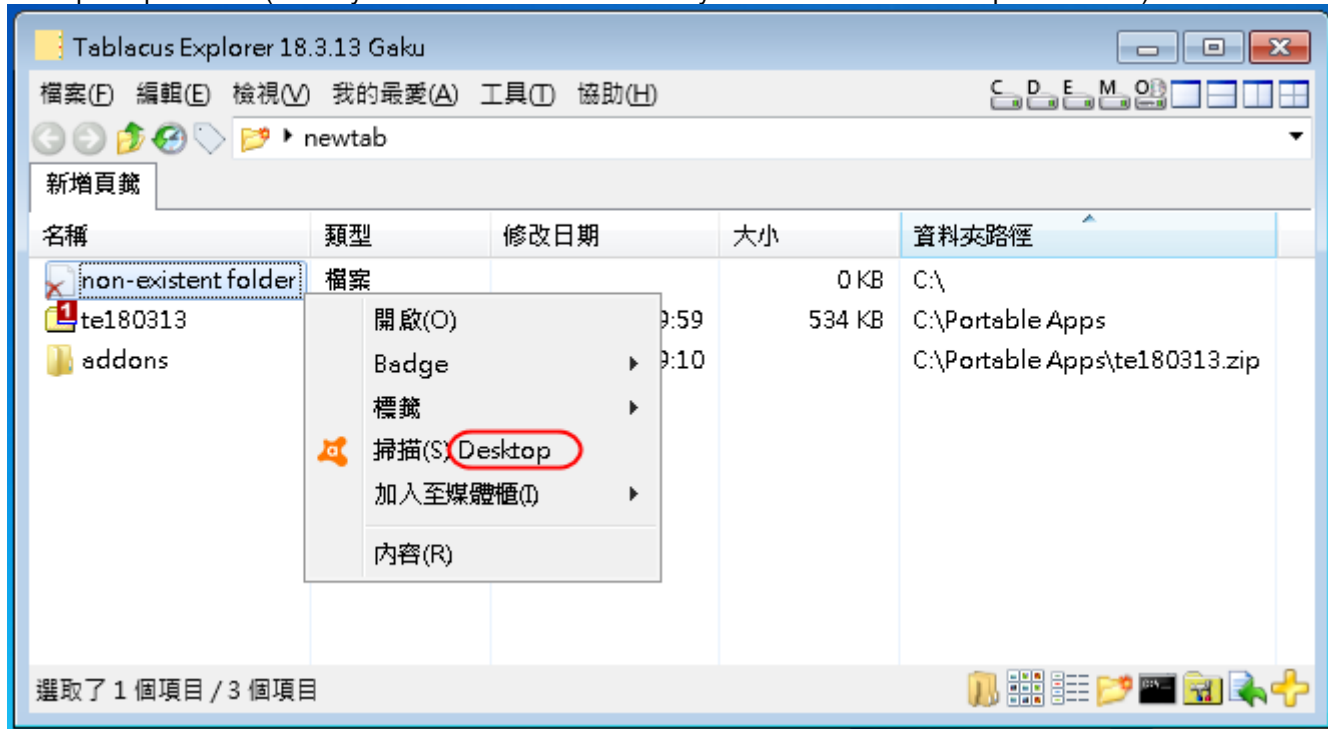 Tablacus Explorer 18.3.13 Gaku
檔案(F) 編輯(E) 檢視(V) 我的最愛(A) 工具(T) 協助(H) C D E M O
newtab
新增頁籤
名稱 類型 修改日期 大小 資料夾路徑
non-existent folder 檔案 0 KB C:\
te180313 9:59 534 KB C:\Portable Apps
addons 9:10 C:\Portable Apps\te180313.zip
開啟(O)
Badge
標籤
掃描(S) Desktop
加入至媒體櫃(I)
內容(R)
選取了 1 個項目 / 3 個項目